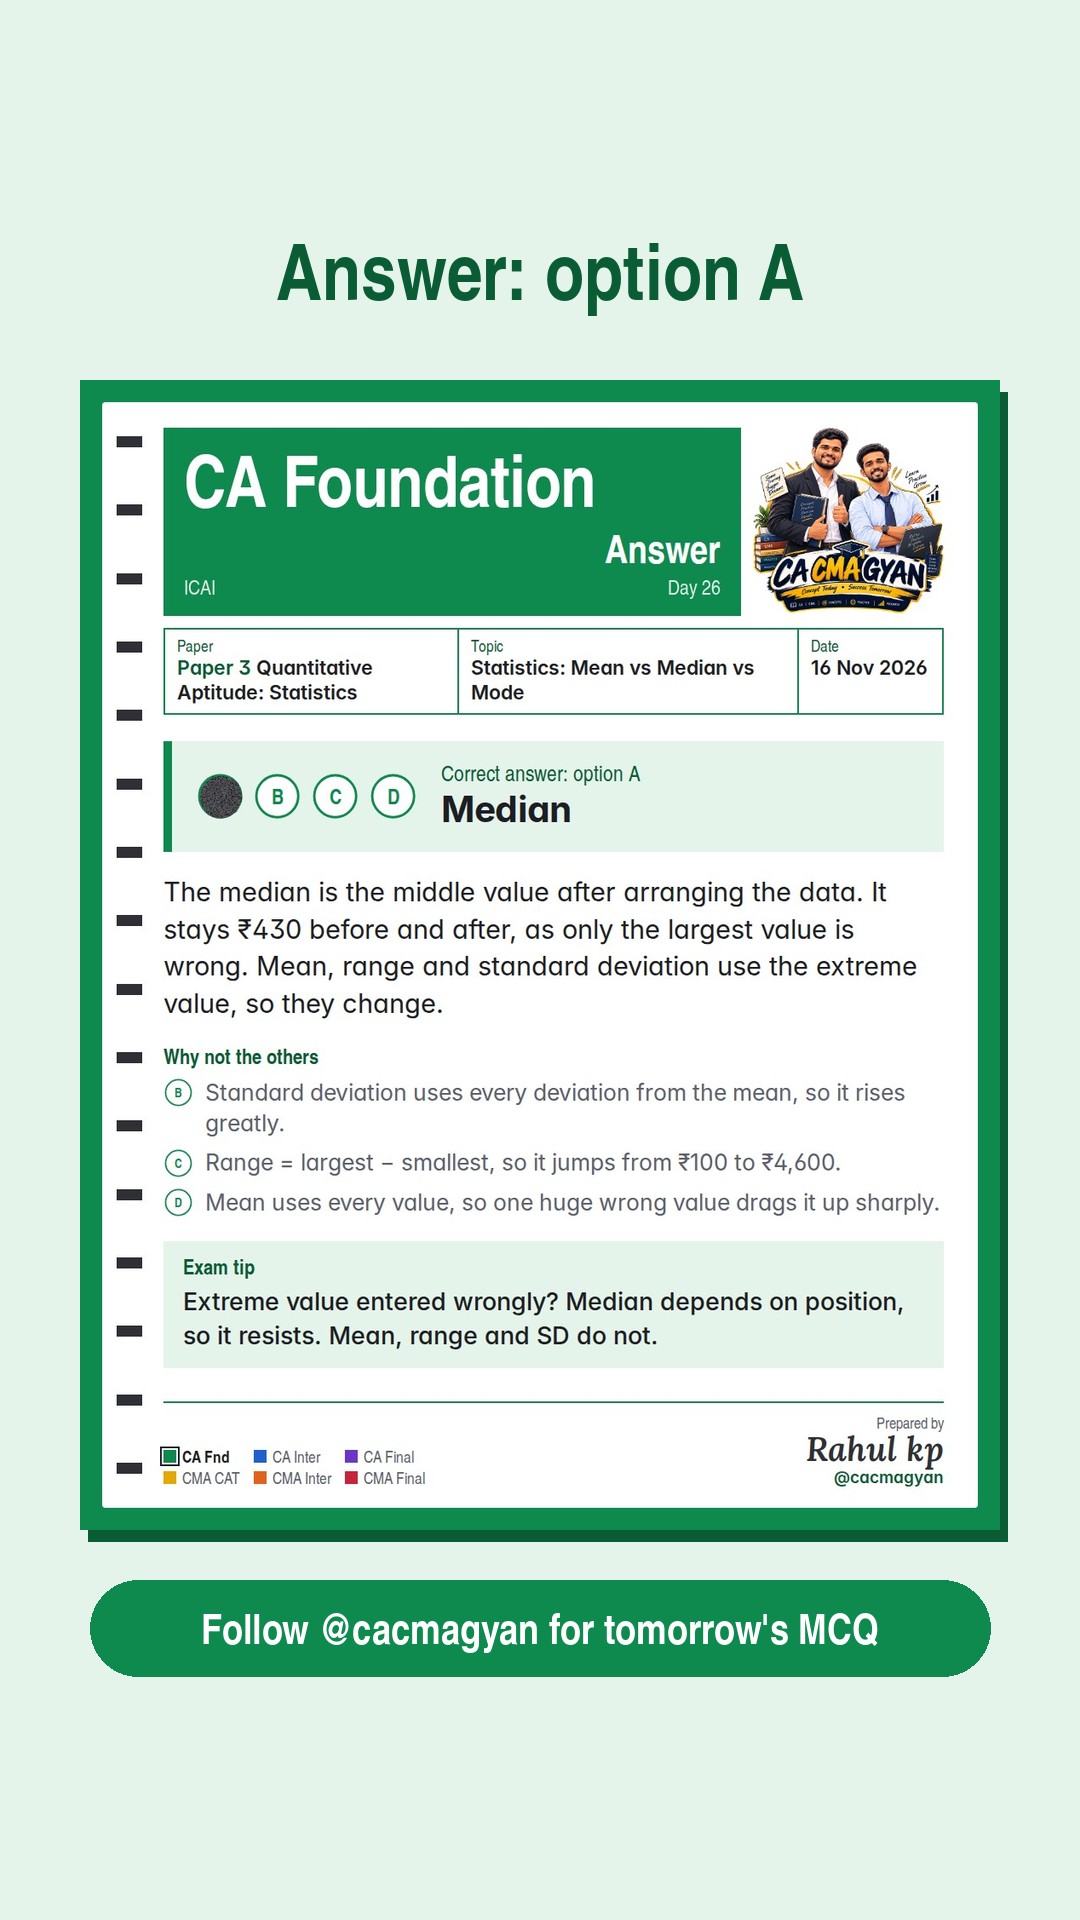 Answer: option A
CA Foundation
Answer
ICAI
Day 26
CA CMA GYAN
Concept Today • Success Tomorrow
Paper
Paper 3 Quantitative
Aptitude: Statistics
Topic
Statistics: Mean vs Median vs
Mode
Date
16 Nov 2026
B C D
Correct answer: option A
Median
The median is the middle value after arranging the data. It
stays ₹430 before and after, as only the largest value is
wrong. Mean, range and standard deviation use the extreme
value, so they change.
Why not the others
B Standard deviation uses every deviation from the mean, so it rises
greatly.
C Range = largest – smallest, so it jumps from ₹100 to ₹4,600.
D Mean uses every value, so one huge wrong value drags it up sharply.
Exam tip
Extreme value entered wrongly? Median depends on position,
so it resists. Mean, range and SD do not.
CA Fnd CA Inter CA Final
CMA CAT CMA Inter CMA Final
Prepared by
Rahul kp
@cacmagyan
Follow @cacmagyan for tomorrow's MCQ